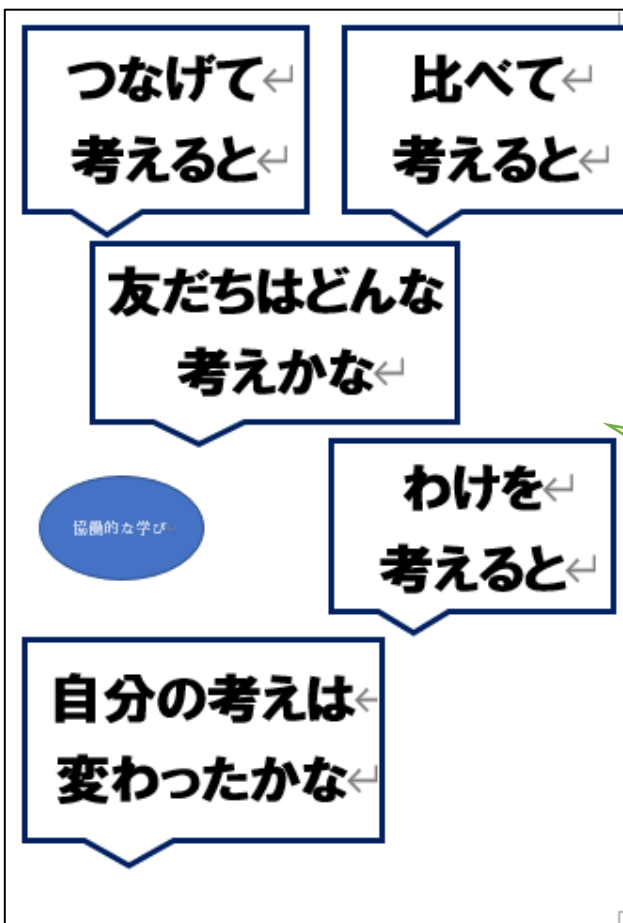 つなげて
考えると
比べて
考えると
友だちはどんな
考えかな
わけを
考えると
協働的な学び
自分の考えは
変わったかな